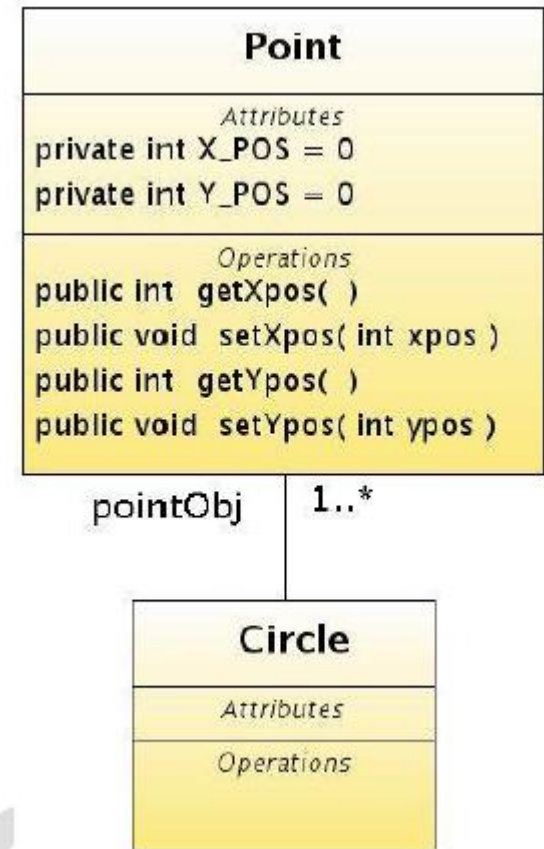 Point
Attributes
private int X_POS = 0
private int Y_POS = 0
Operations
public int getXpos( )
public void setXpos( int xpos )
public int getYpos( )
public void setYpos( int ypos )
pointObj 1..*
Circle
Attributes
Operations